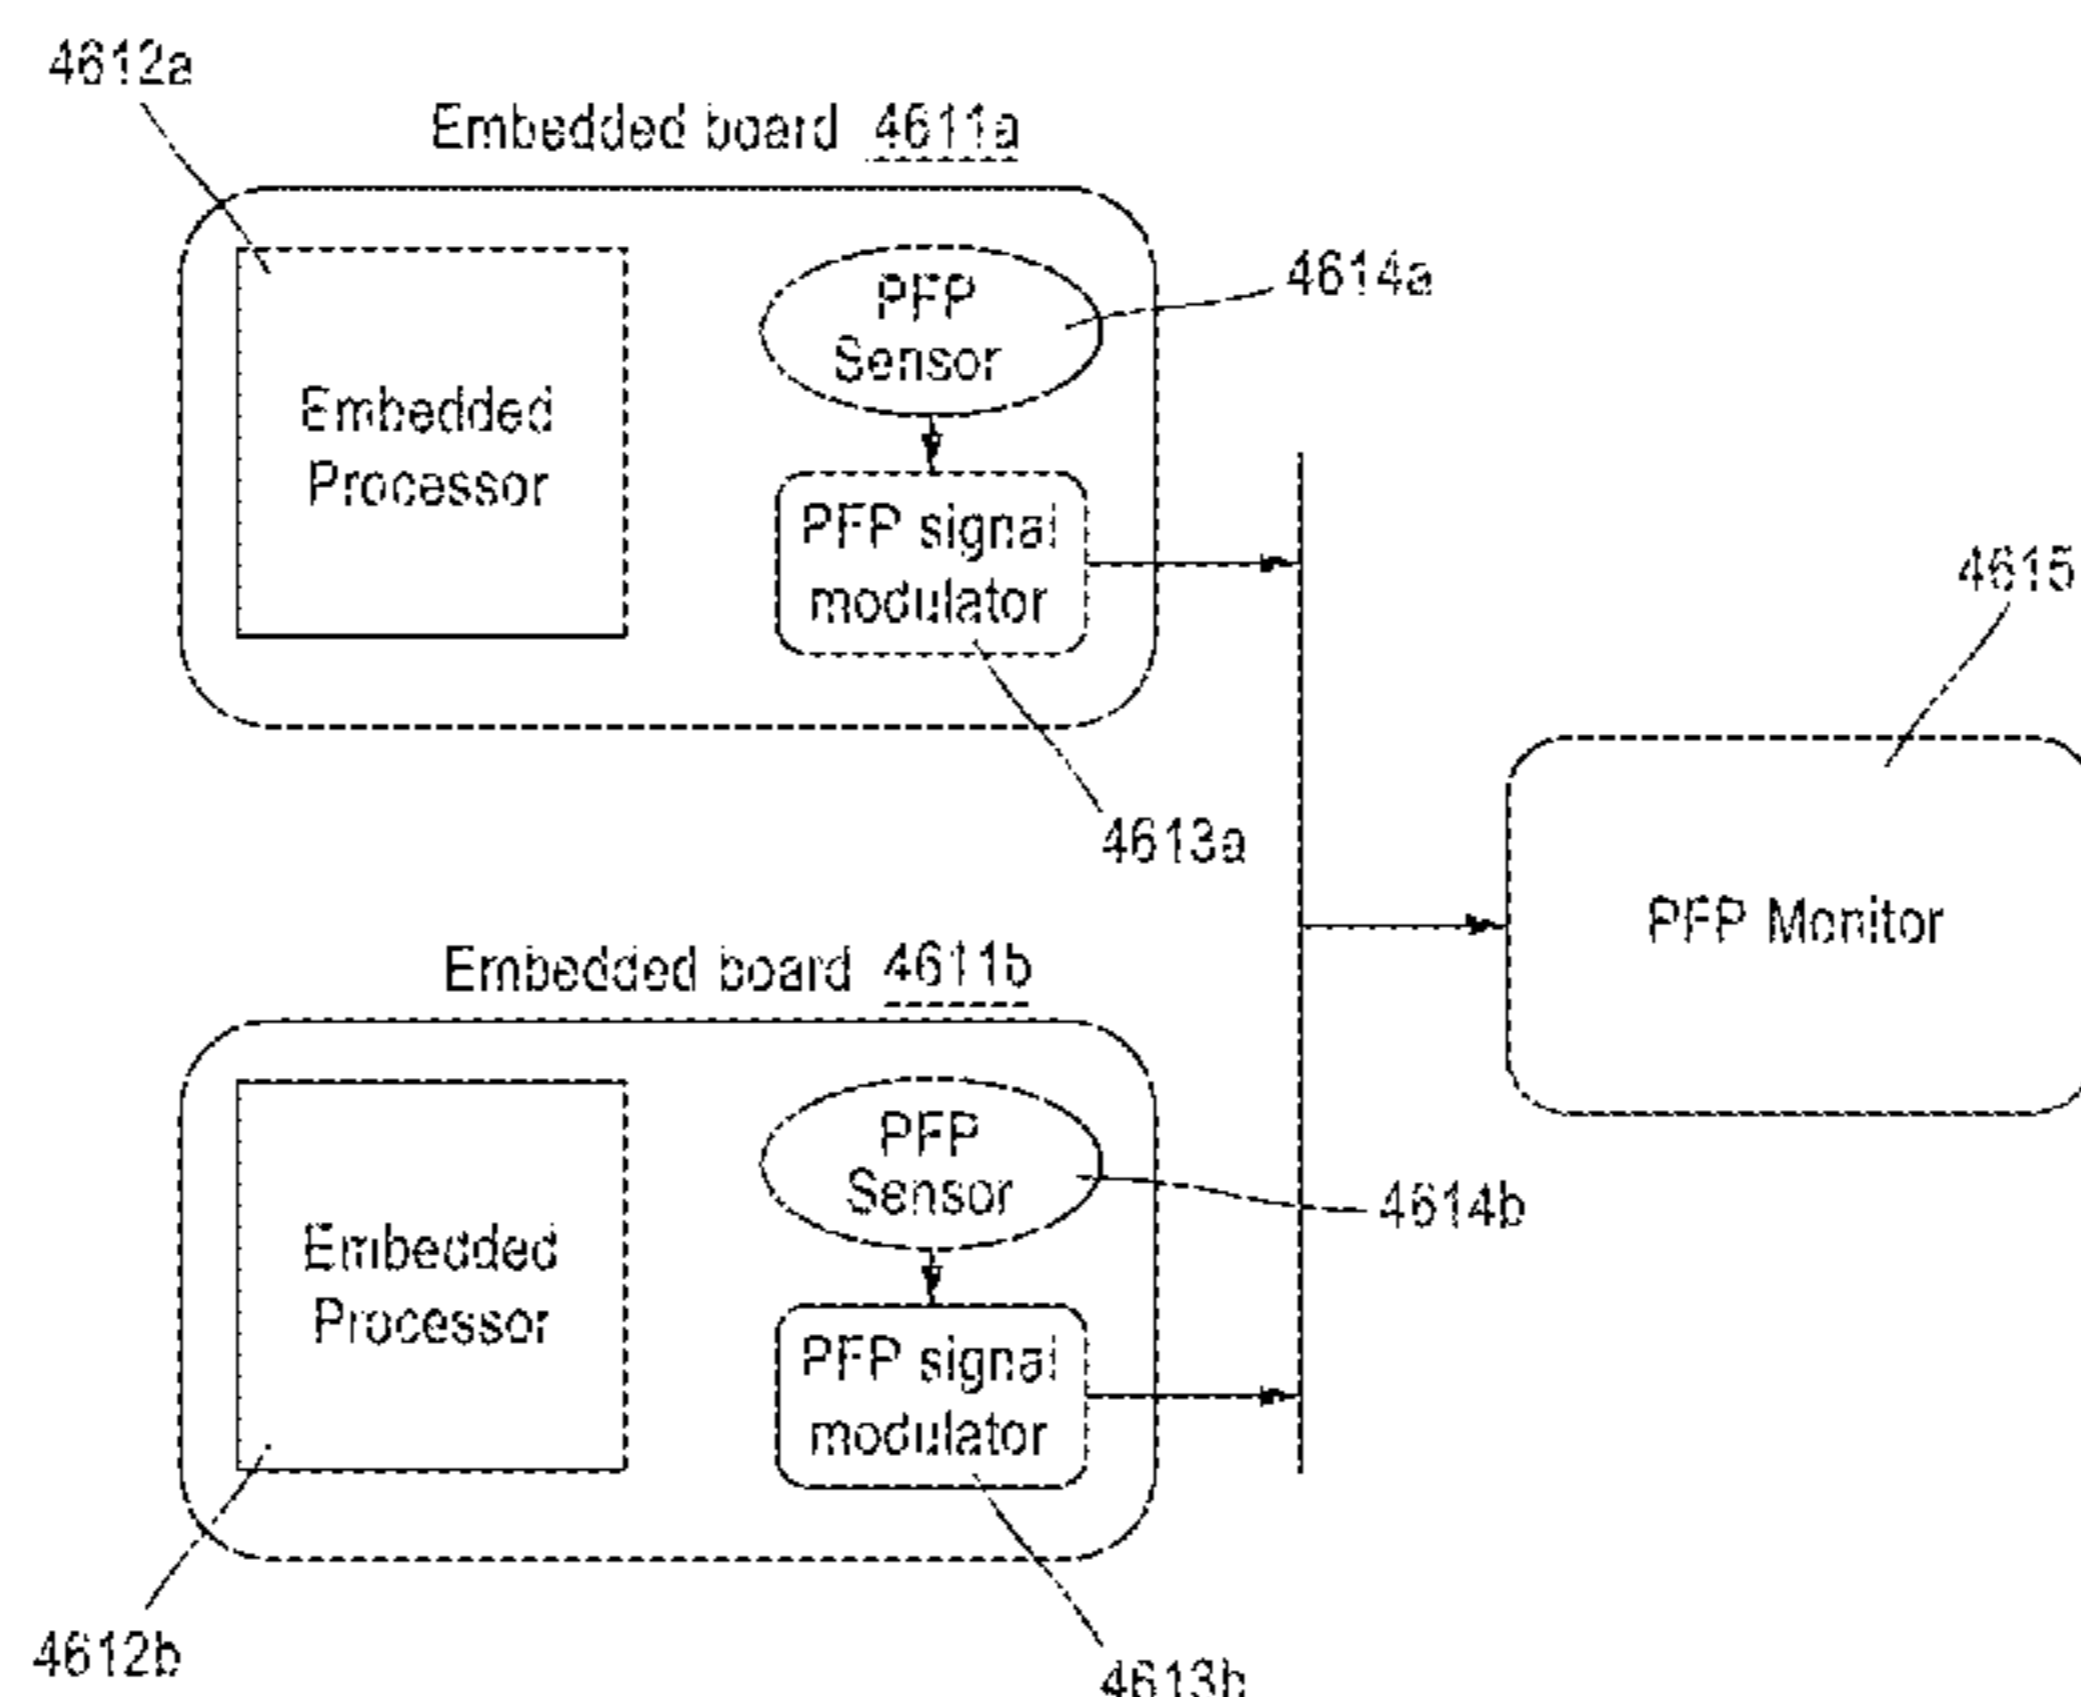 4612a
Embedded board 4611a
PFP
Sensor
4614a
Embedded
Processor
PFP signal
modulator
4615
4613a
PFP Monitor
Embedded board 4611b
PFP
Sensor
4614b
Embedded
Processor
PFP signal
modulator
4612b
4613b